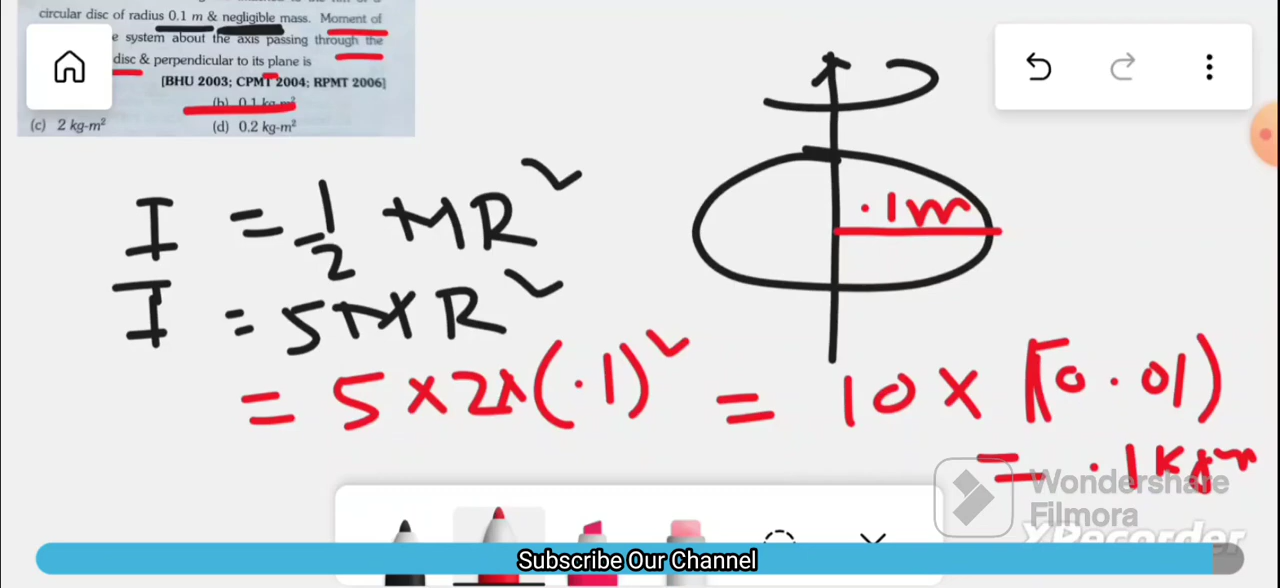 circular disc of radius 0.1 m & negligible mass. Moment of
e system about the axis passing through the
disc & perpendicular to its plane is
[BHU 2003; CPMT 2004; RPMT 2006]
(b) 0.1 kg-m²
(c) 2 kg-m² (d) 0.2 kg-m²
.1m
I = 1/2 MR²
I = 5MR²
= 5×2×(.1)² = 10×(0.01)
= .1 kgm
Wondershare
Filmora
XRecorder
Subscribe Our Channel